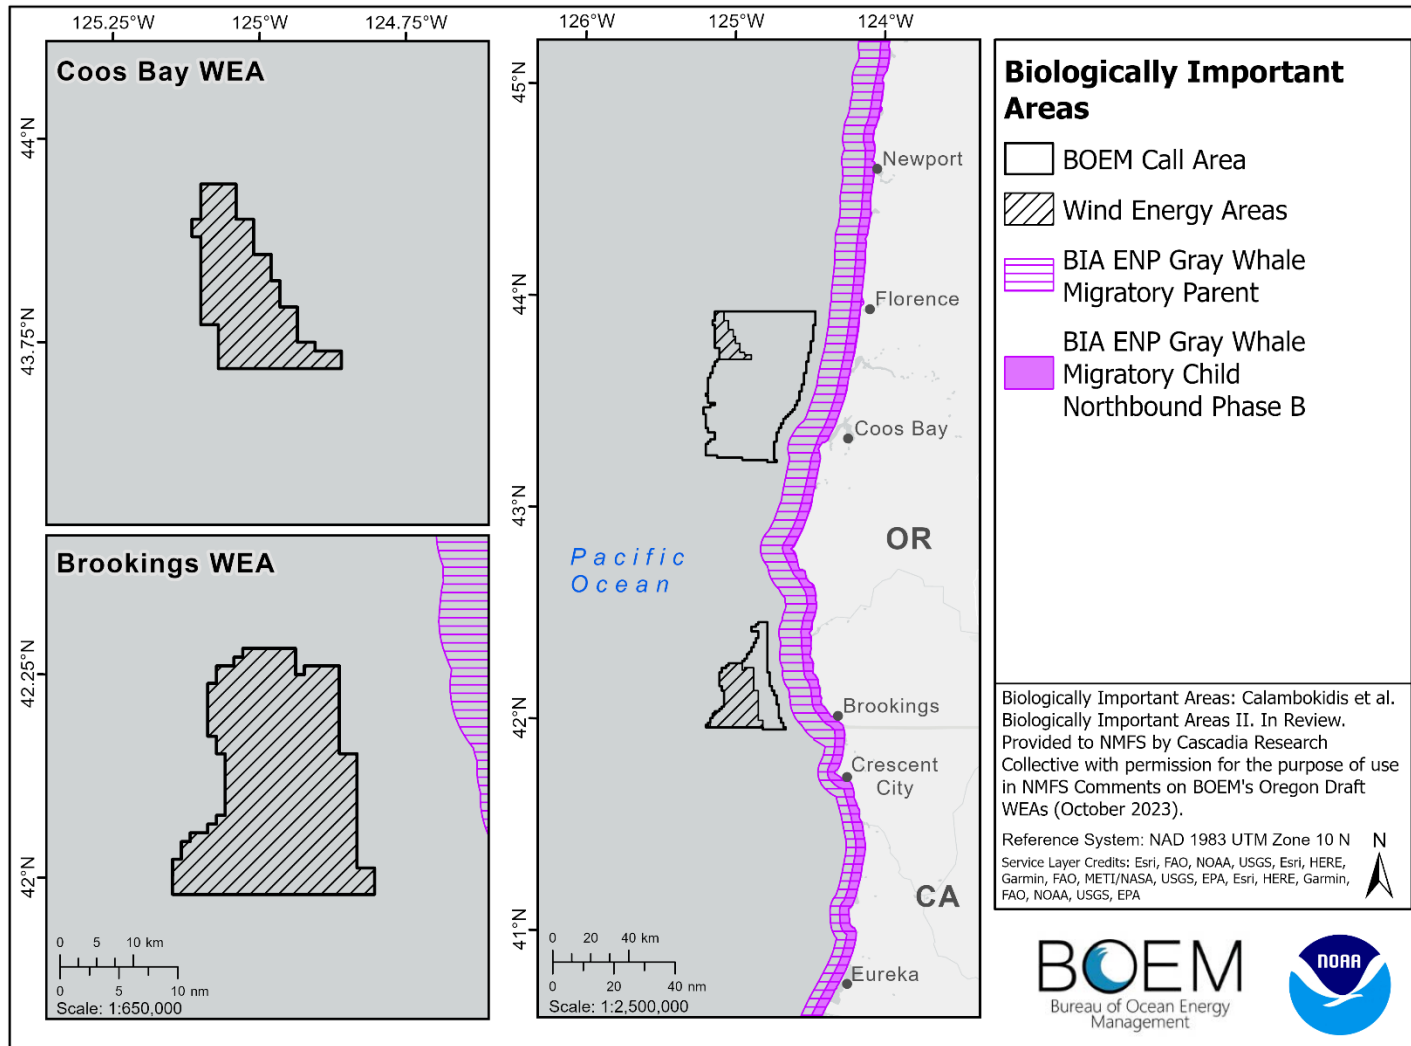 125.25°W
125°W
124.75°W
126°W
125°W
124°W
Coos Bay WEA
44°N
43.75°N
Brookings WEA
42.25°N
42°N
0 5 10 km
0 5 10 nm
Scale: 1:650,000
45°N
44°N
43°N
42°N
41°N
Newport
Florence
Coos Bay
OR
Pacific
Ocean
Brookings
Crescent
City
CA
Eureka
0 20 40 km
0 20 40 nm
Scale: 1:2,500,000
Biologically Important
Areas
BOEM Call Area
Wind Energy Areas
BIA ENP Gray Whale
Migratory Parent
BIA ENP Gray Whale
Migratory Child
Northbound Phase B
Biologically Important Areas: Calambokidis et al.
Biologically Important Areas II. In Review.
Provided to NMFS by Cascadia Research
Collective with permission for the purpose of use
in NMFS Comments on BOEM's Oregon Draft
WEAs (October 2023).
Reference System: NAD 1983 UTM Zone 10 N
N
Service Layer Credits: Esri, FAO, NOAA, USGS, Esri, HERE,
Garmin, FAO, METI/NASA, USGS, EPA, Esri, HERE, Garmin,
FAO, NOAA, USGS, EPA
BOEM
Bureau of Ocean Energy
Management
NOAA